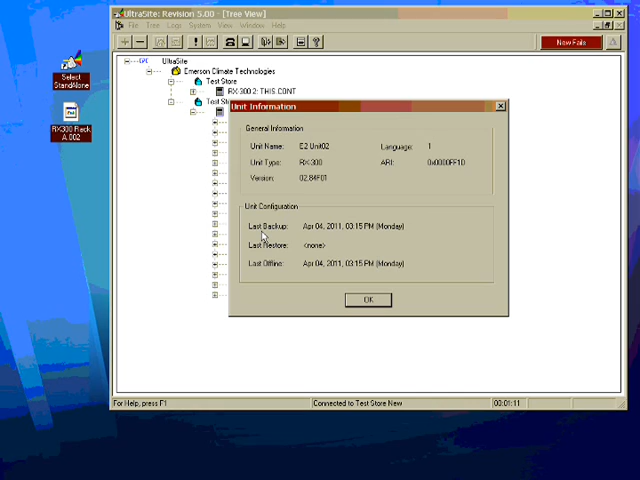 UltraSite: Revision 5.00 - [Tree View]
File Tree Logs System View Window Help
New Fails
UltraSite
Emerson Climate Technologies
Test Store
RX-300 2: THIS.CONT
Select
StandAlone
RX300 Rack
A.002
Unit Information
General Information
Unit Name: E2 Unit02 Language: 1
Unit Type: RX-300 ARI: 0x0000FF1D
Version: 02.84F01
Unit Configuration
Last Backup: Apr 04, 2011, 03:15 PM (Monday)
Last Restore: <none>
Last Offline: Apr 04, 2011, 03:15 PM (Monday)
OK
For Help, press F1 Connected to Test Store New 00:01:11